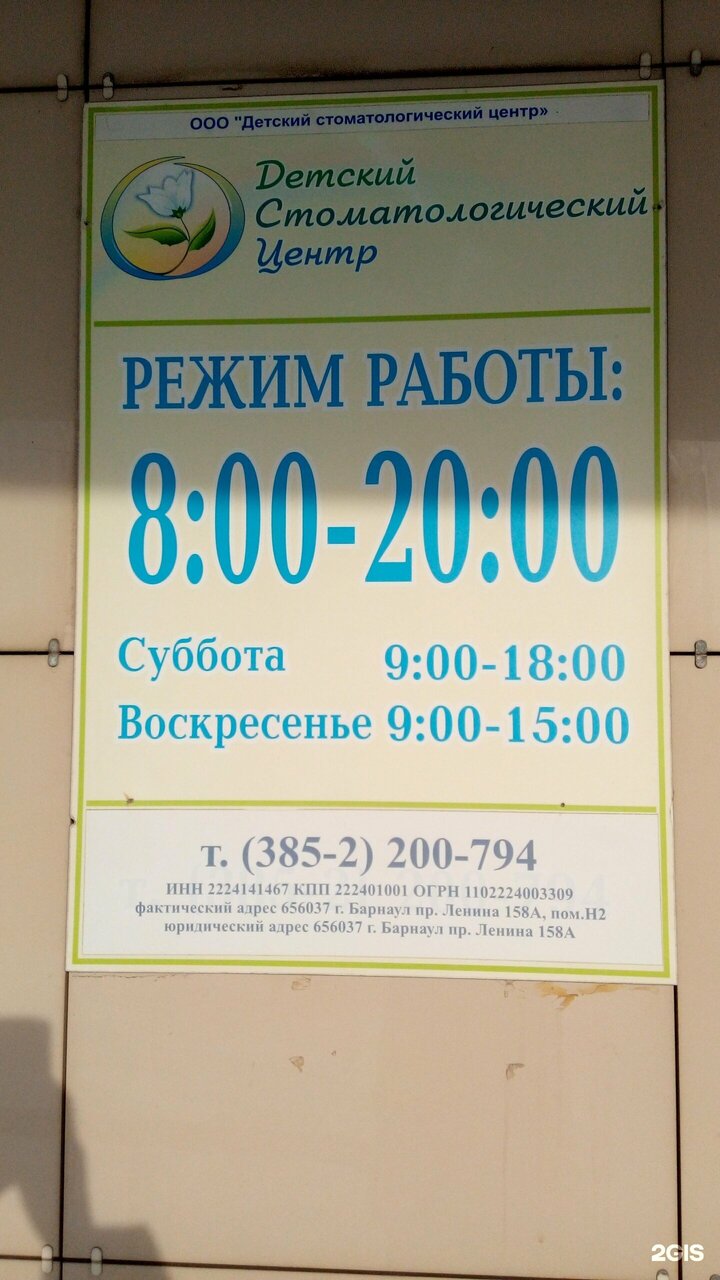 ООО "Детский стоматологический центр»
Детский
Стоматологический
Центр
РЕЖИМ РАБОТЫ:
8:00-20:00
Суббота 9:00-18:00
Воскресенье 9:00-15:00
т. (385-2) 200-794
ИНН 2224141467 КПП 222401001 ОГРН 1102224003309
фактический адрес 656037 г. Барнаул пр. Ленина 158А, пом.Н2
юридический адрес 656037 г. Барнаул пр. Ленина 158А
2GIS